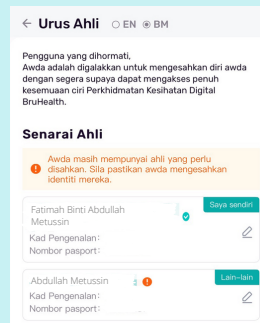 ← Urus Ahli EN BM
Pengguna yang dihormati,
Awda adalah digalakkan untuk mengesahkan diri awda
dengan segera supaya dapat mengakses penuh
kesemuaan ciri Perkhidmatan Kesihatan Digital
BruHealth.
Senarai Ahli
Awda masih mempunyai ahli yang perlu
disahkan. Sila pastikan awda mengesahkan
identiti mereka.
Saya sendiri
Fatimah Binti Abdullah
Metussin
Kad Pengenalan:
Nombor pasport:
Lain-lain
Abdullah Metussin
Kad Pengenalan:
Nombor pasport: